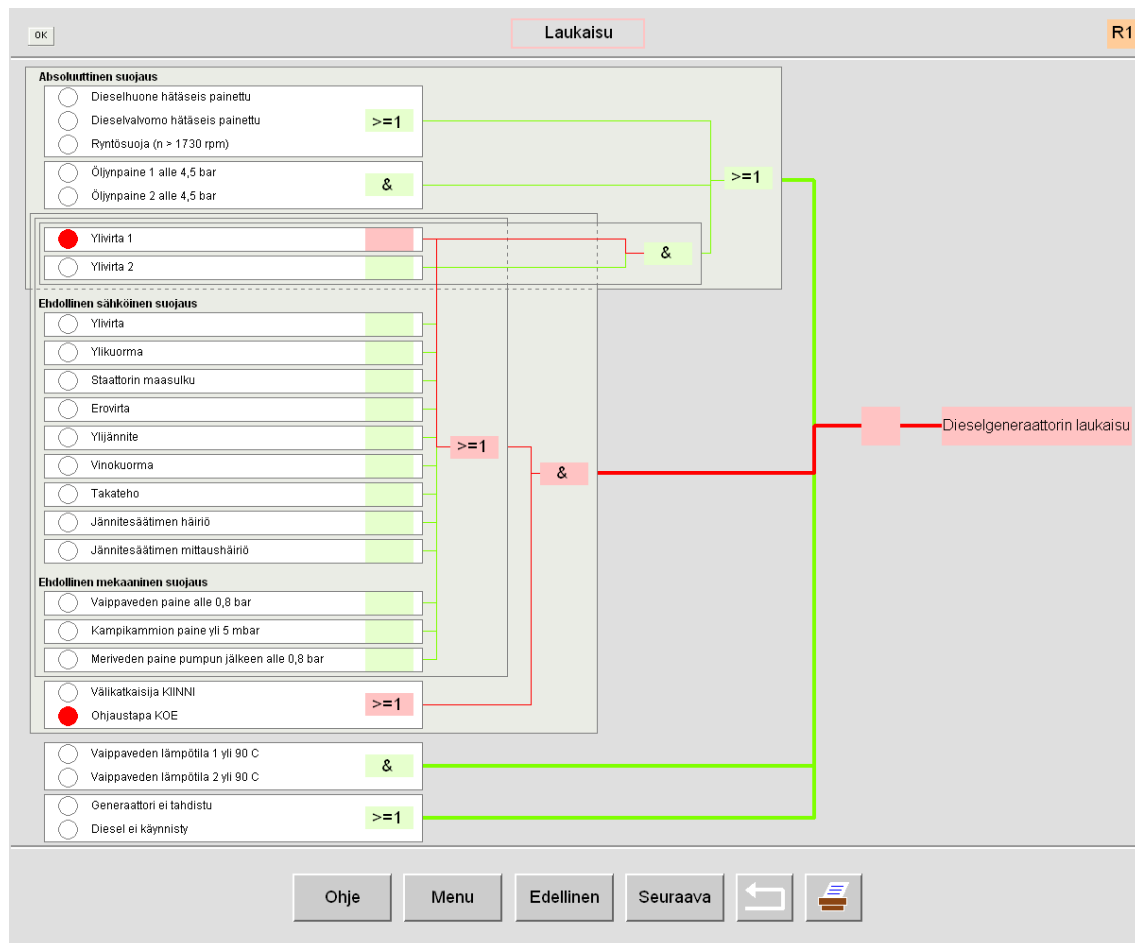 OK
Laukaisu
R1
Absoluuttinen suojaus
Dieselhuone hätäseis painettu
Dieselvalvomo hätäseis painettu
>=1
Ryntösuoja (n > 1730 rpm)
>=1
Öljynpaine 1 alle 4,5 bar
&
Öljynpaine 2 alle 4,5 bar
Ylivirta 1
&
Ylivirta 2
Ehdollinen sähköinen suojaus
Ylivirta
Ylikuorma
Staattorin maasulku
Erovirta
Dieselgeneraattorin laukaisu
Ylijännite
>=1
Vinokuorma
&
Takateho
Jännitesäätimen häiriö
Jännitesäätimen mittaushäiriö
Ehdollinen mekaaninen suojaus
Vaippaveden paine alle 0,8 bar
Kampikammion paine yli 5 mbar
Meriveden paine pumpun jälkeen alle 0,8 bar
Välikatkaisija KIINNI
>=1
Ohjaustapa KOE
Vaippaveden lämpötila 1 yli 90 C
&
Vaippaveden lämpötila 2 yli 90 C
Generaattori ei tahdistu
>=1
Diesel ei käynnisty
Ohje
Menu
Edellinen
Seuraava